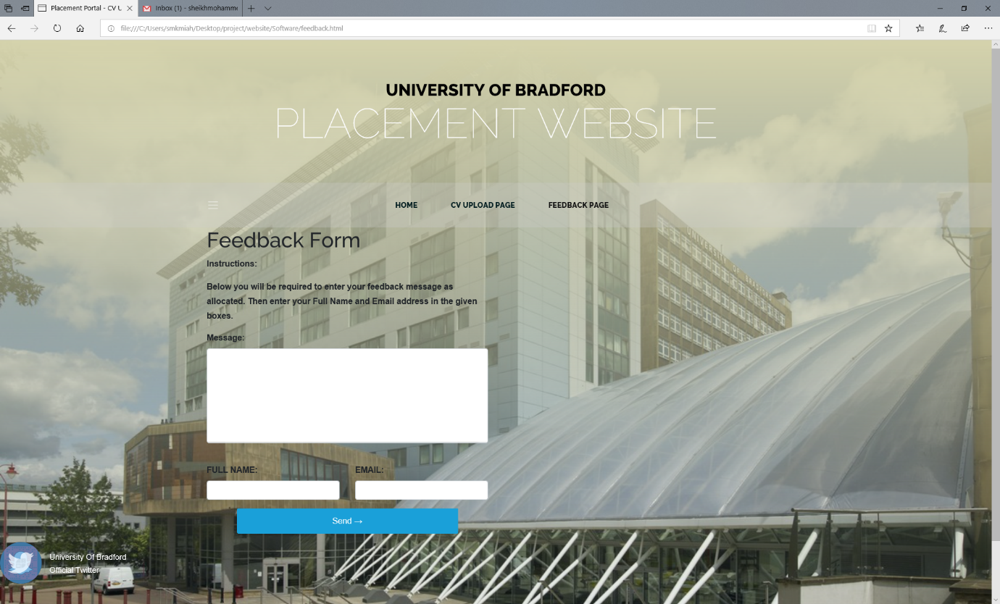 Placement Portal - CV U
Inbox (1) - sheikhmohamme
file:///C:/Users/smkmiah/Desktop/project/website/Software/feedback.html
UNIVERSITY OF BRADFORD
PLACEMENT WEBSITE
HOME
CV UPLOAD PAGE
FEEDBACK PAGE
Feedback Form
Instructions:
Below you will be required to enter your feedback message as
allocated. Then enter your Full Name and Email address in the given
boxes.
Message:
FULL NAME:
EMAIL:
Send →
University Of Bradford
Official Twitter
UNIVERSITY OF